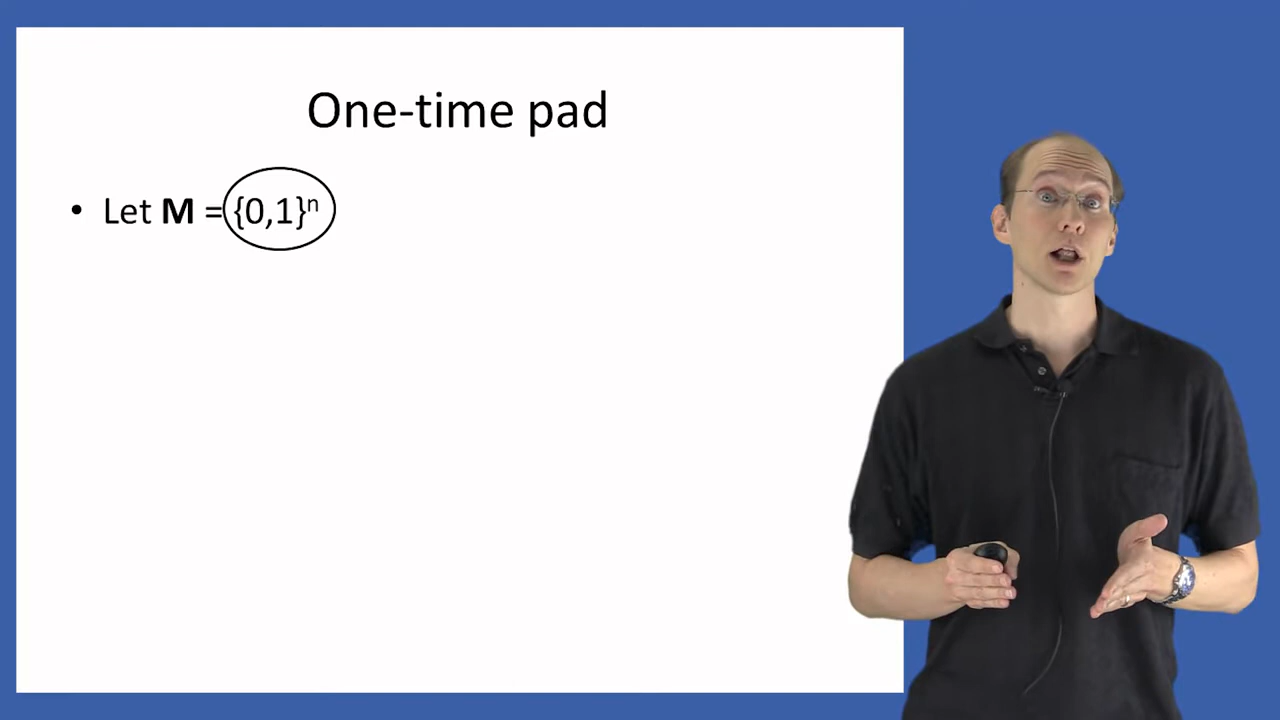 One-time pad
• Let M = {0,1}ⁿ